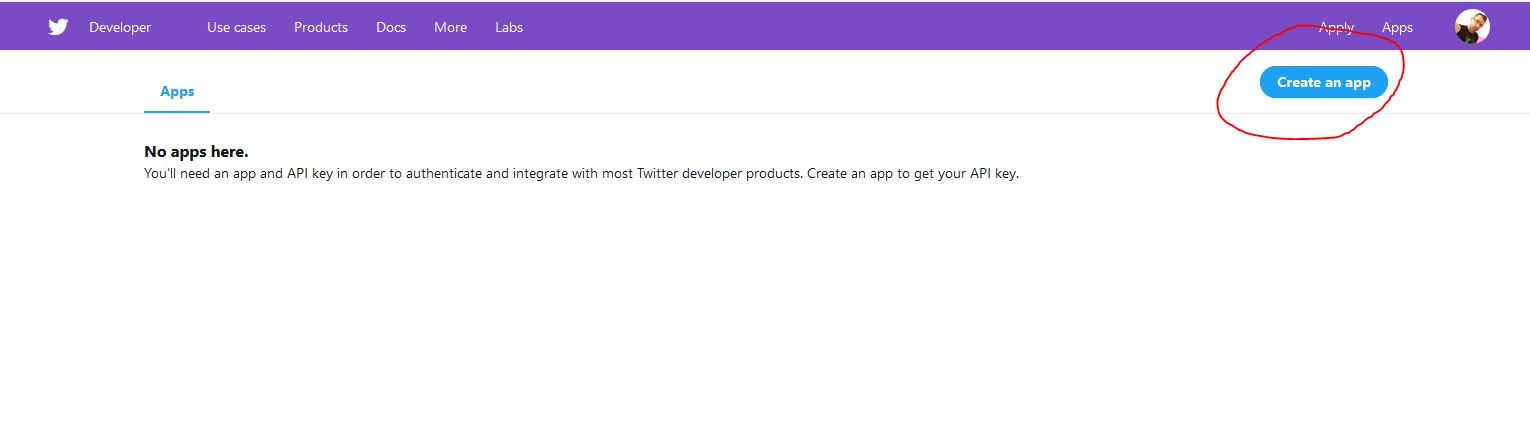 Developer Use cases Products Docs More Labs Apply Apps
Apps Create an app
No apps here.
You'll need an app and API key in order to authenticate and integrate with most Twitter developer products. Create an app to get your API key.